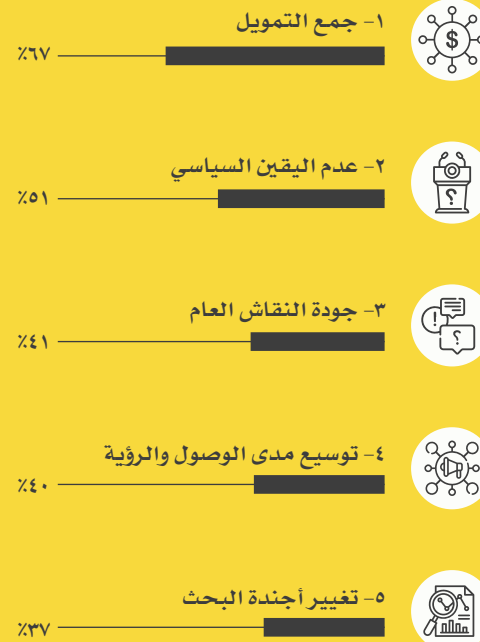 ١- جمع التمويل
٪٦٧
$
٢- عدم اليقين السياسي
٪٥١
؟
٣- جودة النقاش العام
٪٤١
!
؟
٤- توسيع مدى الوصول والرؤية
٪٤٠
٥- تغيير أجندة البحث
٪٣٧